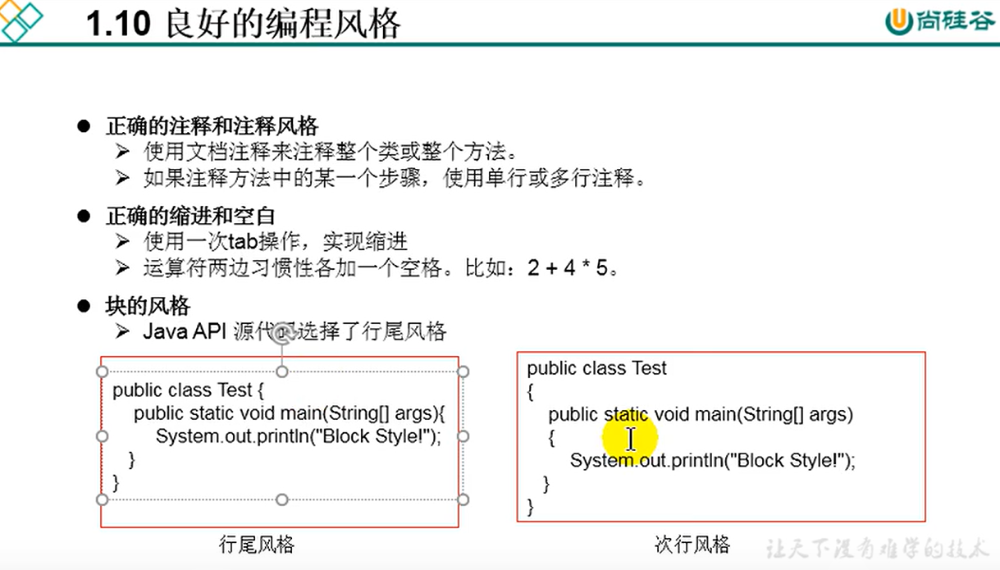 1.10 良好的编程风格
尚硅谷
正确的注释和注释风格
使用文档注释来注释整个类或整个方法。
如果注释方法中的某一个步骤，使用单行或多行注释。
正确的缩进和空白
使用一次tab操作，实现缩进
运算符两边习惯性各加一个空格。比如：2 + 4 * 5。
块的风格
Java API 源代码选择了行尾风格
public class Test {
public static void main(String[] args){
System.out.println("Block Style!");
}
}
行尾风格
public class Test
{
public static void main(String[] args)
{
System.out.println("Block Style!");
}
}
次行风格
让天下没有难学的技术